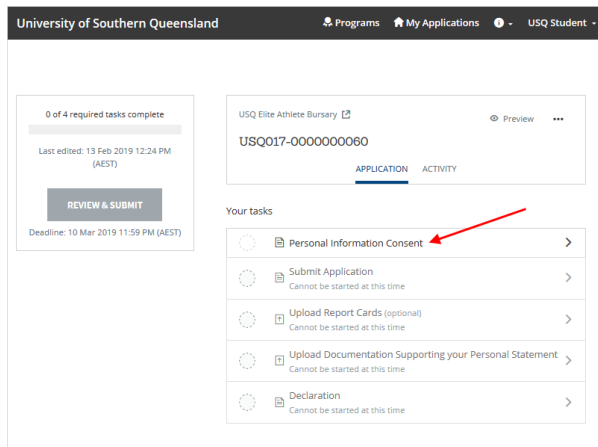 University of Southern Queensland
Programs
My Applications
USQ Student
0 of 4 required tasks complete
Last edited: 13 Feb 2019 12:24 PM
(AEST)
REVIEW & SUBMIT
Deadline: 10 Mar 2019 11:59 PM (AEST)
USQ Elite Athlete Bursary
Preview
USQ017-0000000060
APPLICATION
ACTIVITY
Your tasks
Personal Information Consent
Submit Application
Cannot be started at this time
Upload Report Cards (optional)
Cannot be started at this time
Upload Documentation Supporting your Personal Statement
Cannot be started at this time
Declaration
Cannot be started at this time